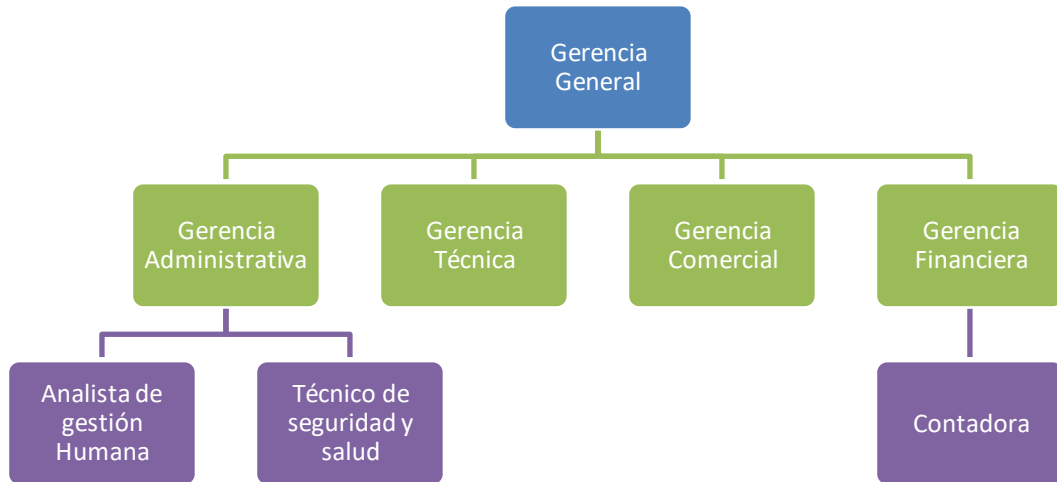 Gerencia
General
Gerencia
Administrativa
Gerencia
Técnica
Gerencia
Comercial
Gerencia
Financiera
Analista de
gestión
Humana
Técnico de
seguridad y
salud
Contadora